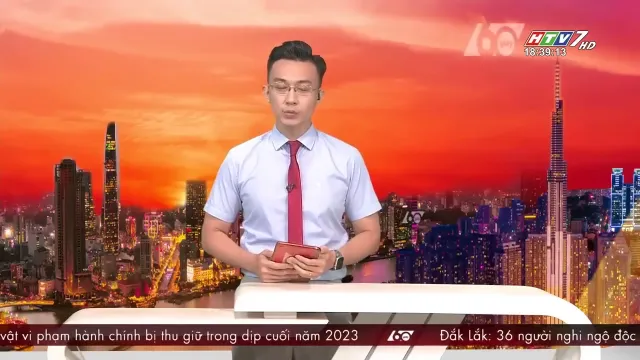 60
HTV7 HD
18:39:13
vật vi phạm hành chính bị thu giữ trong dịp cuối năm 2023 60 Đắk Lắk: 36 người nghi ngộ độc